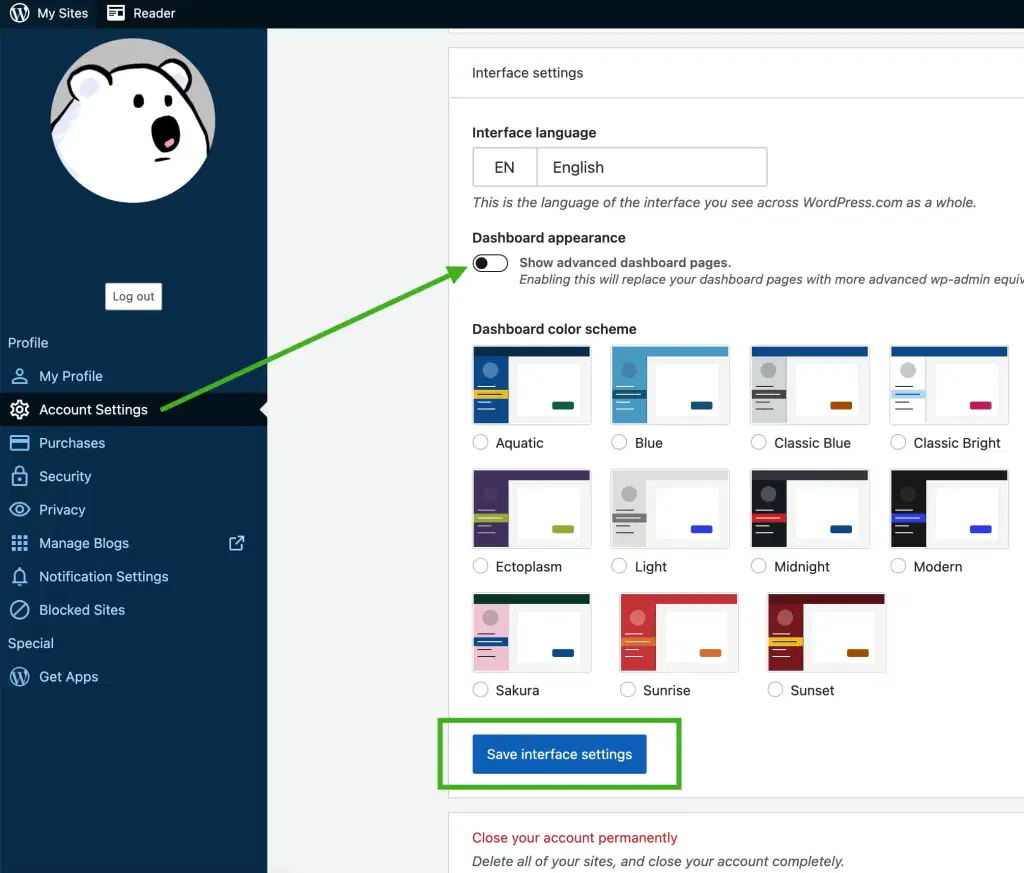 My Sites
Reader
Log out
Profile
My Profile
Account Settings
Purchases
Security
Privacy
Manage Blogs
Notification Settings
Blocked Sites
Special
Get Apps
Interface settings
Interface language
EN English
This is the language of the interface you see across WordPress.com as a whole.
Dashboard appearance
Show advanced dashboard pages.
Enabling this will replace your dashboard pages with more advanced wp-admin equiv
Dashboard color scheme
Aquatic
Blue
Classic Blue
Classic Bright
Ectoplasm
Light
Midnight
Modern
Sakura
Sunrise
Sunset
Save interface settings
Close your account permanently
Delete all of your sites, and close your account completely.